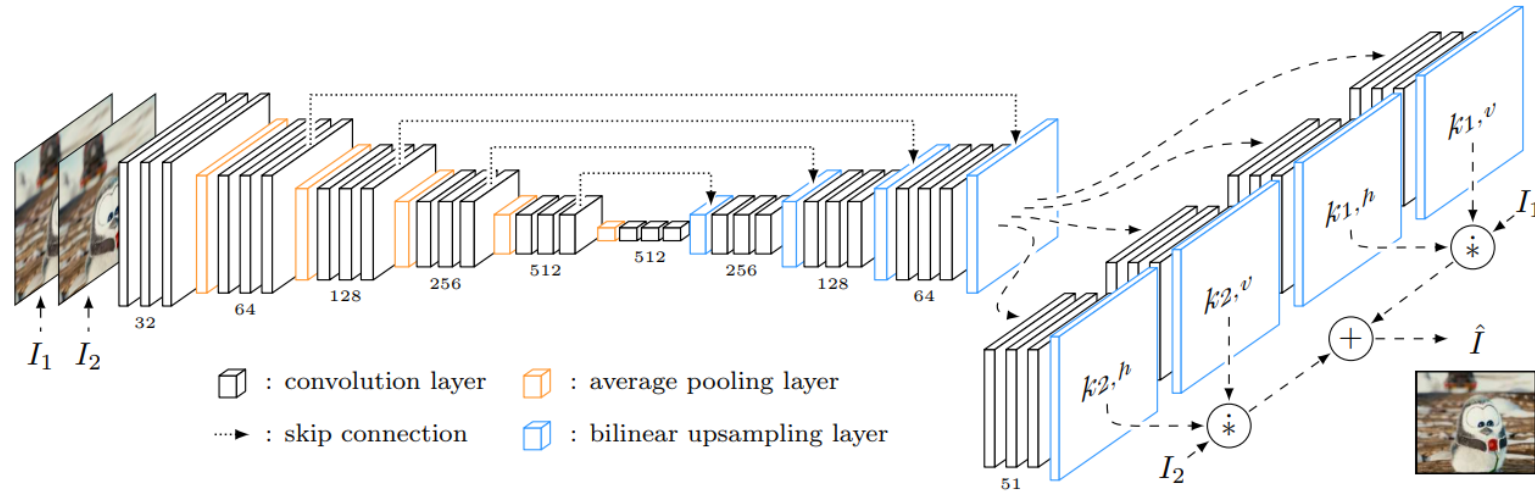 I₁ I₂
32
64
128
256
512
512
256
128
64
51
k₁,ᵥ
k₁,ₕ
k₂,ᵥ
k₂,ₕ
I₁
*
+
Î
*
I₂
: convolution layer
: average pooling layer
: skip connection
: bilinear upsampling layer